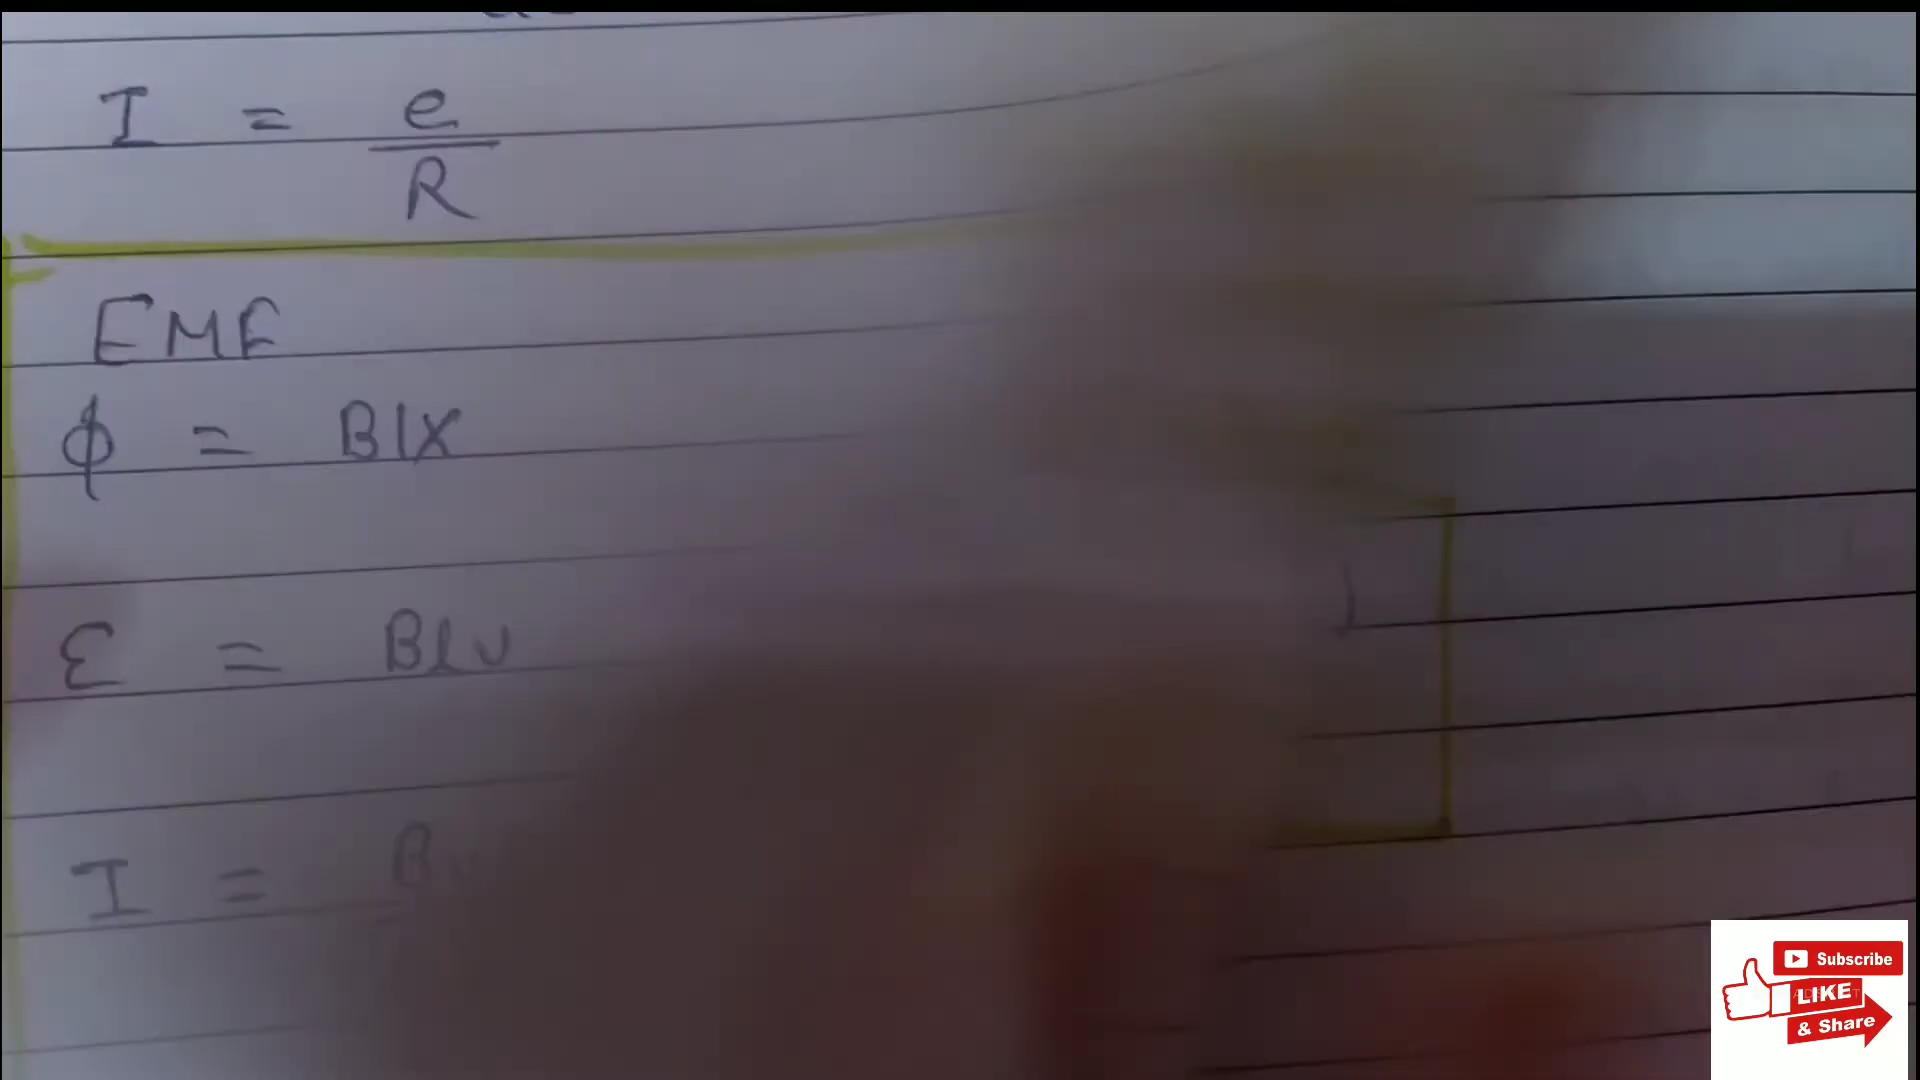 I = e
R
EMF
ϕ = Blx
ε = Blv
I =
Subscribe
LIKE
& Share